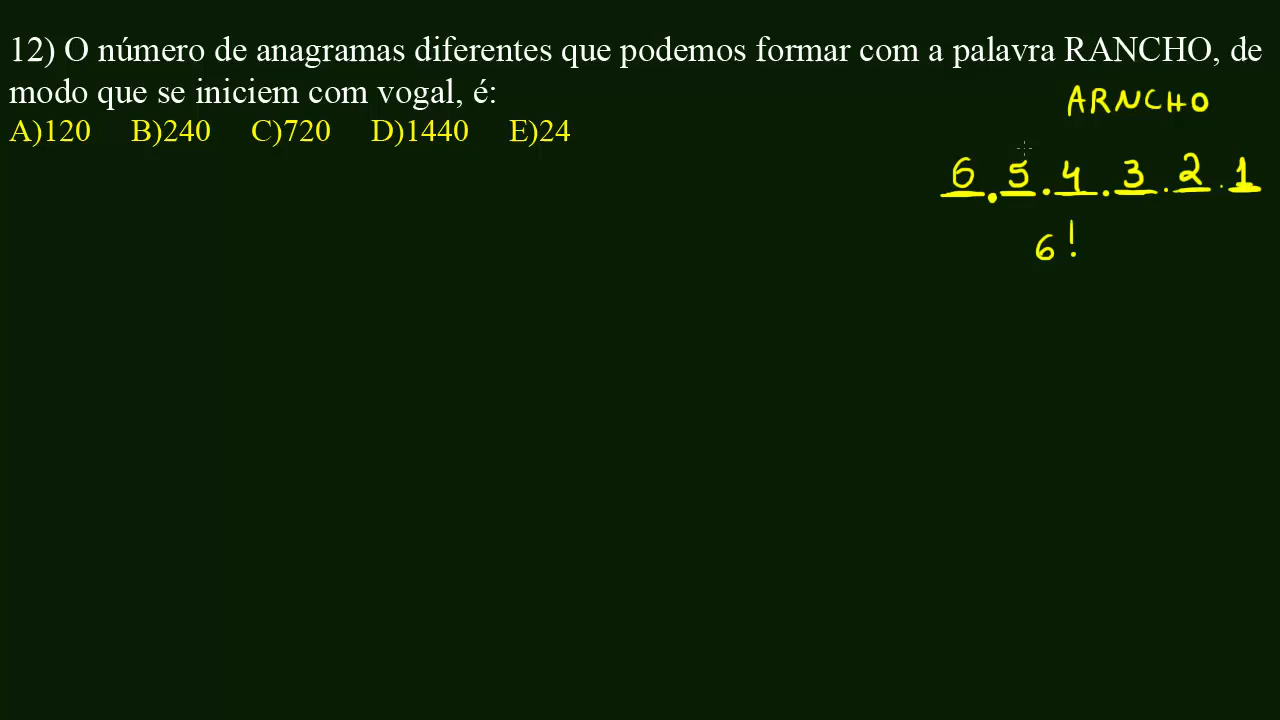 12) O número de anagramas diferentes que podemos formar com a palavra RANCHO, de
modo que se iniciem com vogal, é:
A)120 B)240 C)720 D)1440 E)24
ARNCHO
6 . 5 . 4 . 3 . 2 . 1
6!